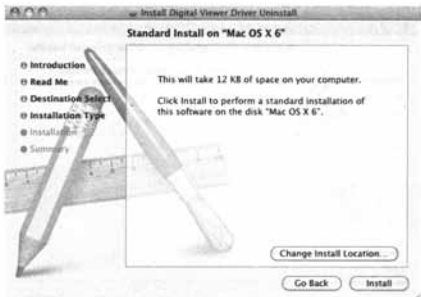 Install Digital Viewer Driver Uninstall
Standard Install on "Mac OS X 6"
Introduction
Read Me
Destination Select
Installation Type
Installation
Summary
This will take 12 KB of space on your computer.
Click Install to perform a standard installation of
this software on the disk "Mac OS X 6".
Change Install Location...
Go Back
Install